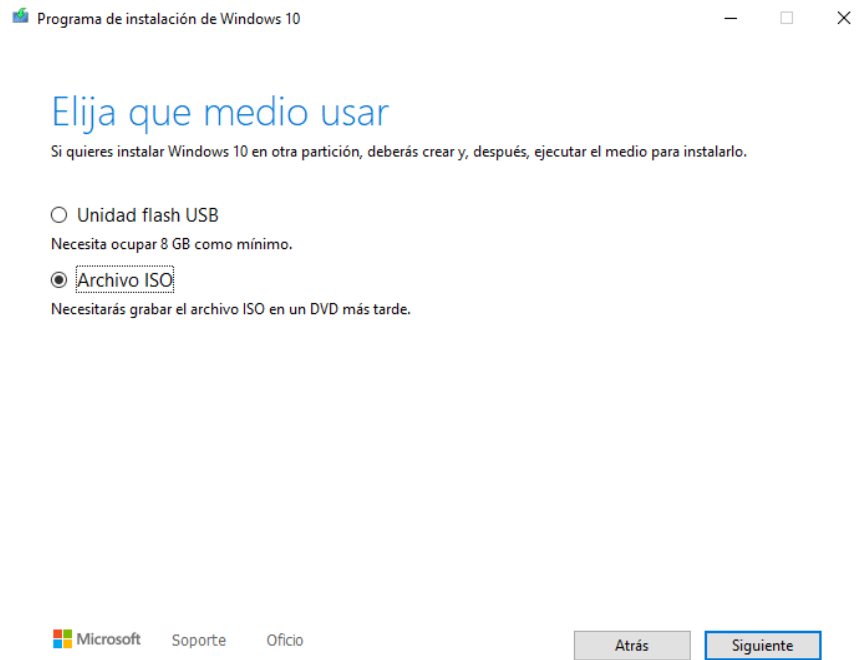 Programa de instalación de Windows 10
Elija que medio usar
Si quieres instalar Windows 10 en otra partición, deberás crear y, después, ejecutar el medio para instalarlo.
Unidad flash USB
Necesita ocupar 8 GB como mínimo.
Archivo ISO
Necesitarás grabar el archivo ISO en un DVD más tarde.
Microsoft Soporte Oficio Atrás Siguiente